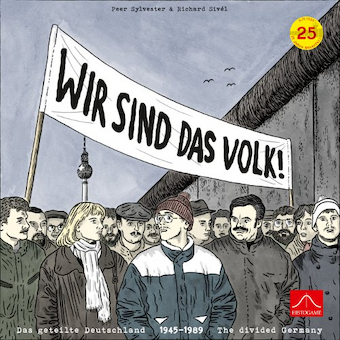 Peer Sylvester & Richard Sivél
25
WIR SIND DAS VOLK!
HISTOGAME
Das geteilte Deutschland 1945-1989 The divided Germany